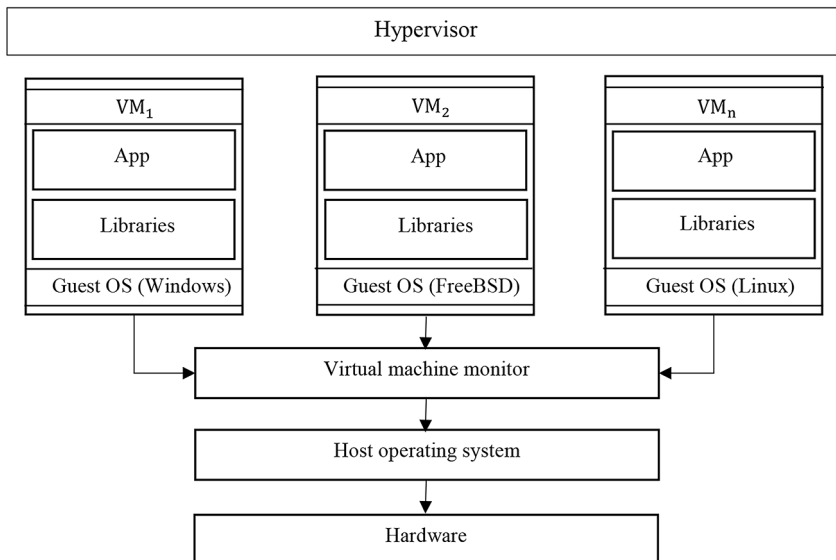 Hypervisor
VM₁
VM₂
VMₙ
App
App
App
Libraries
Libraries
Libraries
Guest OS (Windows)
Guest OS (FreeBSD)
Guest OS (Linux)
Virtual machine monitor
Host operating system
Hardware